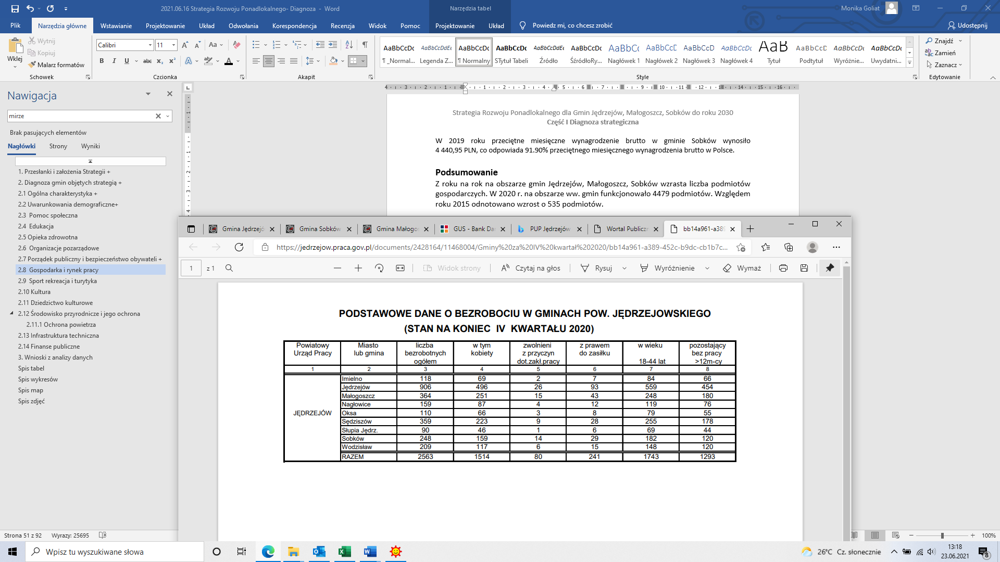 2021.06.16 Strategia Rozwoju Ponadlokalnego- Diagnoza - Word
Narzędzia tabel
Monika Goliat
Plik
Narzędzia główne
Wstawianie
Projektowanie
Układ
Odwołania
Korespondencja
Recenzja
Widok
Pomoc
Projektowanie
Układ
Powiedz mi, co chcesz zrobić
Udostępnij
Wklej
Wytnij
Kopiuj
Malarz formatów
Schowek
Calibri
11
Czcionka
Akapit
AaBbCcDc
¶ _Normal...
AaBbCcDdEe
Legenda Z...
AaBbCcDc
¶ Normalny
AaBbCcDc
STytuł Tabeli
AaBbCcDdEe
Źródło
AaBbCcDc
ŚźródłoRy...
AaBbCc
Nagłówek 1
AaBbCcD
Nagłówek 2
AaBbCcD
Nagłówek 3
AaBbCcDc
Nagłówek 4
AaB
Tytuł
AaBbCcD
Podtytuł
AaBbCcDc
Wyróżnie...
AaBbCcDc
Uwydatni...
Style
Znajdź
Zamień
Zaznacz
Edytowanie
Nawigacja
mirze
Brak pasujących elementów
Nagłówki
Strony
Wyniki
1. Przesłanki i założenia Strategii +
2. Diagnoza gmin objętych strategią +
2.1 Ogólna charakterystyka +
2.2 Uwarunkowania demograficzne+
2.3 Pomoc społeczna
2.4 Edukacja
2.5 Opieka zdrowotna
2.6 Organizacje pozarządowe
2.7 Porządek publiczny i bezpieczeństwo obywateli +
2.8 Gospodarka i rynek pracy
2.9 Sport rekreacja i turytyka
2.10 Kultura
2.11 Dziedzictwo kulturowe
2.12 Środowisko przyrodnicze i jego ochrona
2.11.1 Ochrona powietrza
2.13 Infrastruktura techniczna
2.14 Finanse publiczne
3. Wnioski z analizy danych
Spis tabel
Spis wykresów
Spis map
Spis zdjęć
Strategia Rozwoju Ponadlokalnego dla Gmin Jędrzejów, Małogoszcz, Sobków do roku 2030
Część I Diagnoza strategiczna
W 2019 roku przeciętne miesięczne wynagrodzenie brutto w gminie Sobków wynosiło
4 440,95 PLN, co odpowiada 91.90% przeciętnego miesięcznego wynagrodzenia brutto w Polsce.
Podsumowanie
Z roku na rok na obszarze gmin Jędrzejów, Małogoszcz, Sobków wzrasta liczba podmiotów
gospodarczych. W 2020 r. na obszarze ww. gmin funkcjonowało 4479 podmiotów. Względem
roku 2015 odnotowano wzrost o 535 podmiotów.
Gmina Jędrzejó
Gmina Sobków
Gmina Małogos
GUS - Bank Da
PUP Jędrzejów
Wortal Publiczn
bb14a961-a389
https://jedrzejow.praca.gov.pl/documents/2428164/11468004/Gminy%20za%20IV%20kwartał%202020/bb14a961-a389-452c-b9dc-cb1b7c...
1 z 1
Widok strony
Czytaj na głos
Rysuj
Wyróżnienie
Wymaż
PODSTAWOWE DANE O BEZROBOCIU W GMINACH POW. JĘDRZEJOWSKIEGO
(STAN NA KONIEC IV KWARTAŁU 2020)
Powiatowy Urząd Pracy | Miasto lub gmina | liczba bezrobotnych ogółem | w tym kobiety | zwolnieni z przyczyn dot.zakł.pracy | z prawem do zasiłku | w wieku 18-44 lat | pozostający bez pracy >12m-cy
1 2 3 4 5 6 7 8
JĘDRZEJÓW
Imielno 118 69 2 7 84 66
Jędrzejów 906 496 26 93 559 454
Małogoszcz 364 251 15 43 248 180
Nagłowice 159 87 4 12 119 76
Oksa 110 66 3 8 79 55
Sędziszów 359 223 9 28 255 178
Słupia Jędrz. 90 46 1 6 69 44
Sobków 248 159 14 29 182 120
Wodzisław 209 117 6 15 148 120
RAZEM 2563 1514 80 241 1743 1293
Strona 51 z 92
Wyrazy: 25695
100%
Wpisz tu wyszukiwane słowa
26°C Cz. słonecznie
13:18
23.06.2021
8